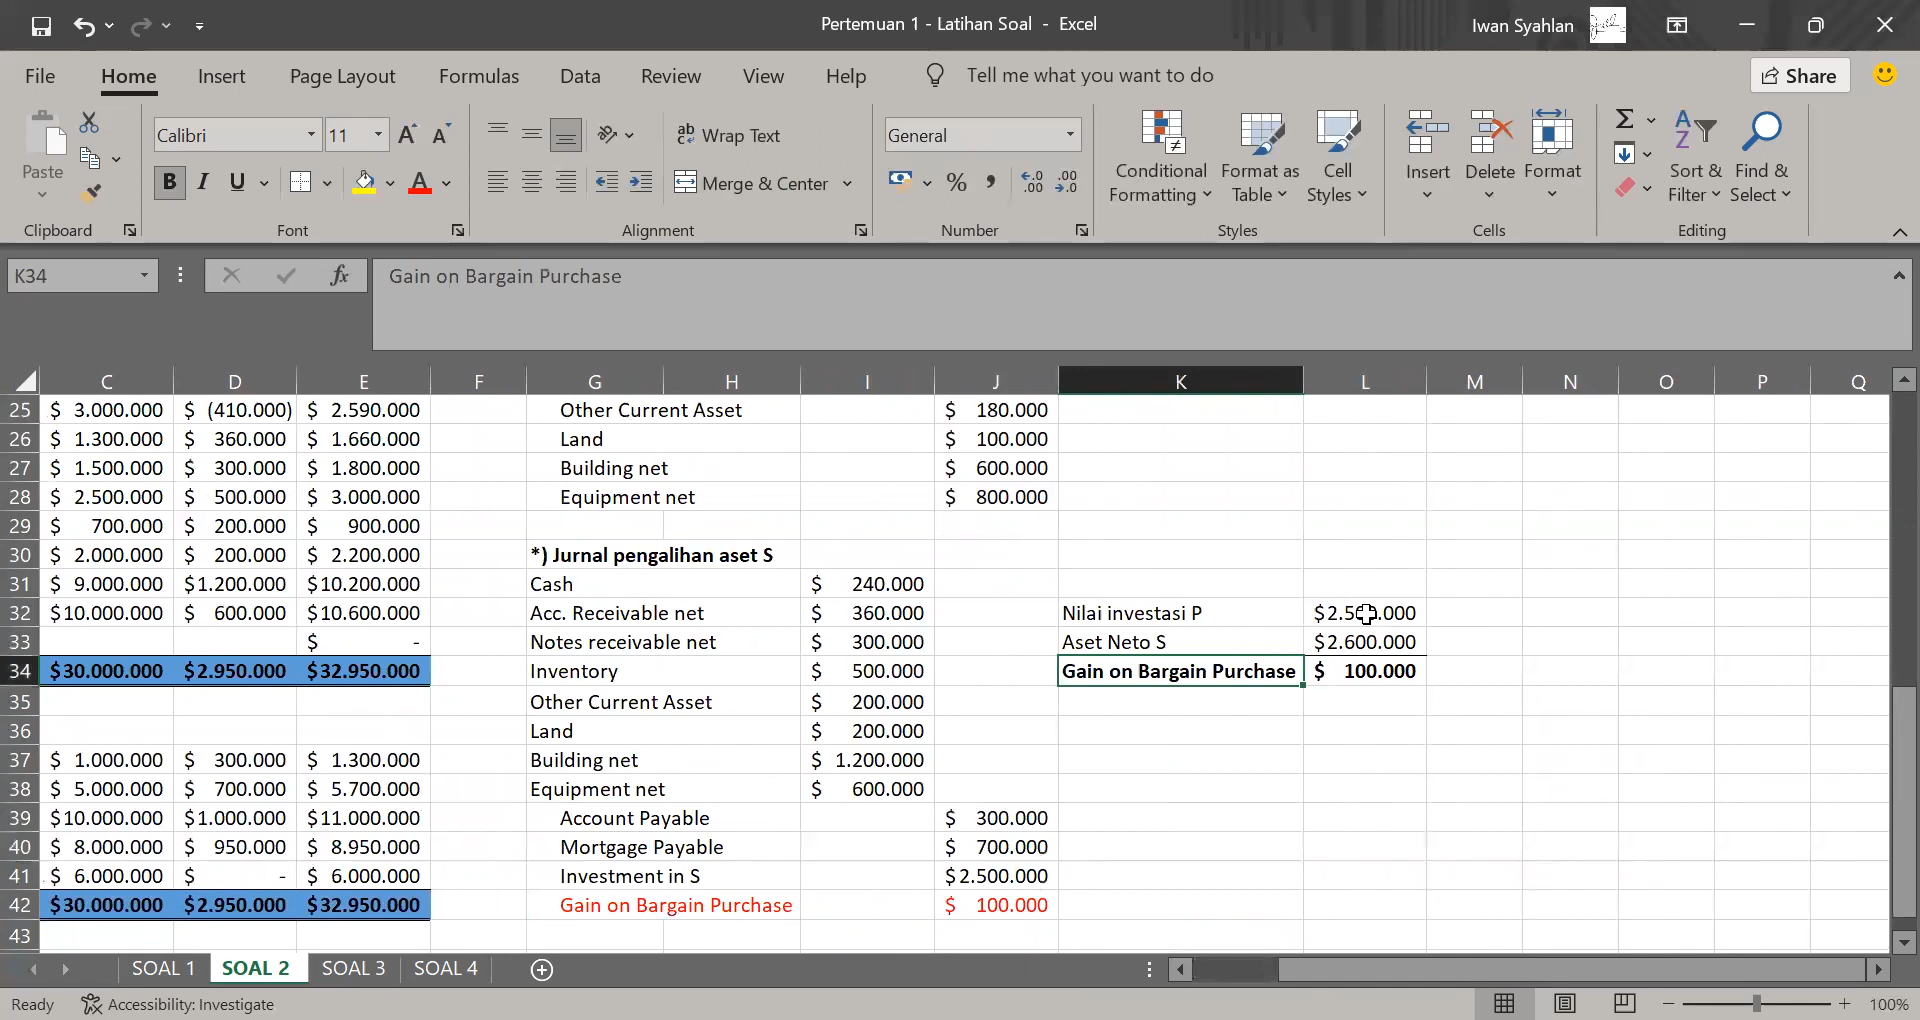 Pertemuan 1 - Latihan Soal - Excel
Iwan Syahlan
File Home Insert Page Layout Formulas Data Review View Help Tell me what you want to do Share
Paste
Clipboard
Calibri 11
B I U A
Font
ab Wrap Text
Merge & Center
Alignment
General
% , .00 .0
Number
Conditional Formatting
Format as Table
Cell Styles
Styles
Insert Delete Format
Cells
Sort & Filter
Find & Select
Editing
K34 fx Gain on Bargain Purchase
C D E F G H I J K L M N O P Q
25 $ 3.000.000 $ (410.000) $ 2.590.000 Other Current Asset $ 180.000
26 $ 1.300.000 $ 360.000 $ 1.660.000 Land $ 100.000
27 $ 1.500.000 $ 300.000 $ 1.800.000 Building net $ 600.000
28 $ 2.500.000 $ 500.000 $ 3.000.000 Equipment net $ 800.000
29 $ 700.000 $ 200.000 $ 900.000
30 $ 2.000.000 $ 200.000 $ 2.200.000 *) Jurnal pengalihan aset S
31 $ 9.000.000 $1.200.000 $10.200.000 Cash $ 240.000
32 $10.000.000 $ 600.000 $10.600.000 Acc. Receivable net $ 360.000 Nilai investasi P
33 $ - Notes receivable net $ 300.000 Aset Neto S $2.600.000
34 $30.000.000 $2.950.000 $32.950.000 Inventory $ 500.000 Gain on Bargain Purchase $ 100.000
35 Other Current Asset $ 200.000
36 Land $ 200.000
37 $ 1.000.000 $ 300.000 $ 1.300.000 Building net $ 1.200.000
38 $ 5.000.000 $ 700.000 $ 5.700.000 Equipment net $ 600.000
39 $10.000.000 $1.000.000 $11.000.000 Account Payable $ 300.000
40 $ 8.000.000 $ 950.000 $ 8.950.000 Mortgage Payable $ 700.000
41 $ 6.000.000 $ - $ 6.000.000 Investment in S $2.500.000
42 $30.000.000 $2.950.000 $32.950.000 Gain on Bargain Purchase $ 100.000
43
SOAL 1 SOAL 2 SOAL 3 SOAL 4
Ready Accessibility: Investigate 100%